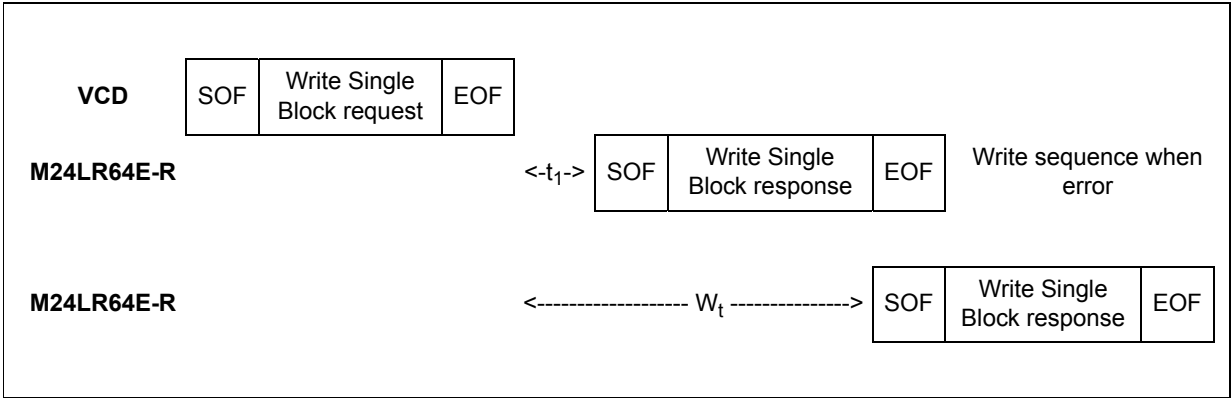 VCD SOF Write Single Block request EOF
M24LR64E-R <-t1-> SOF Write Single Block response EOF Write sequence when error
M24LR64E-R <------------------- Wt ---------------> SOF Write Single Block response EOF